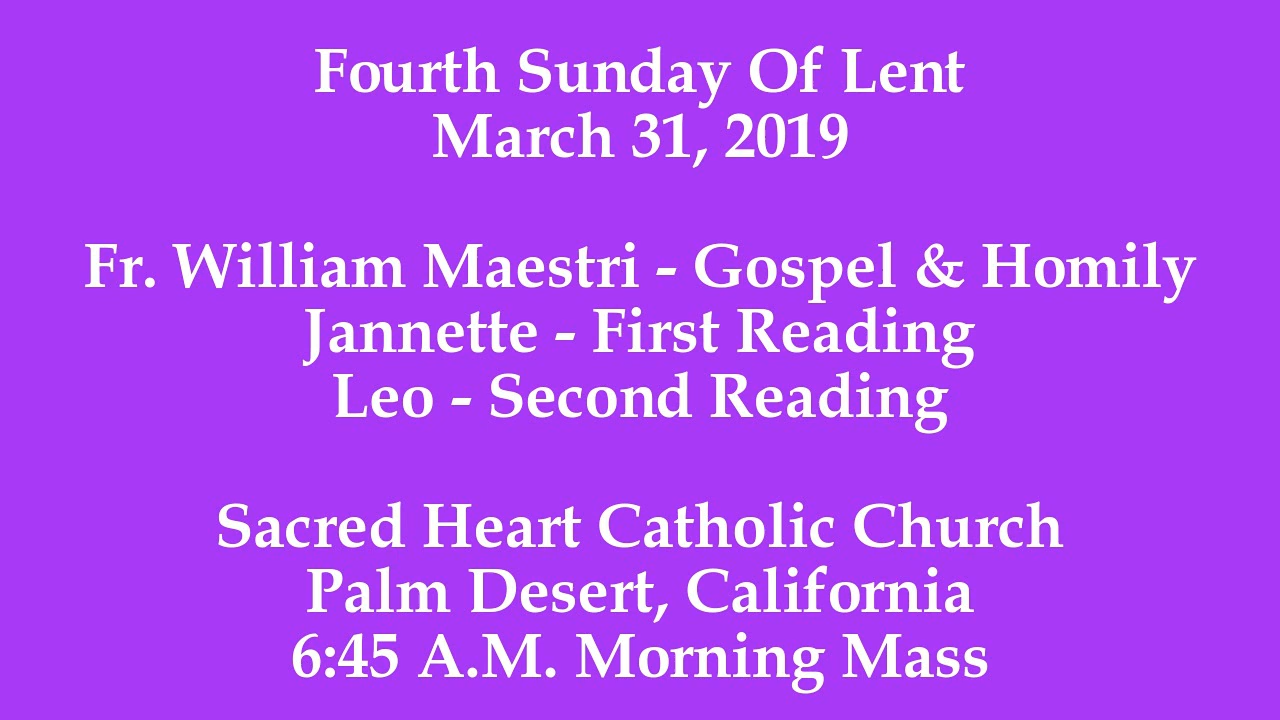 Fourth Sunday Of Lent
March 31, 2019
Fr. William Maestri - Gospel & Homily
Jannette - First Reading
Leo - Second Reading
Sacred Heart Catholic Church
Palm Desert, California
6:45 A.M. Morning Mass